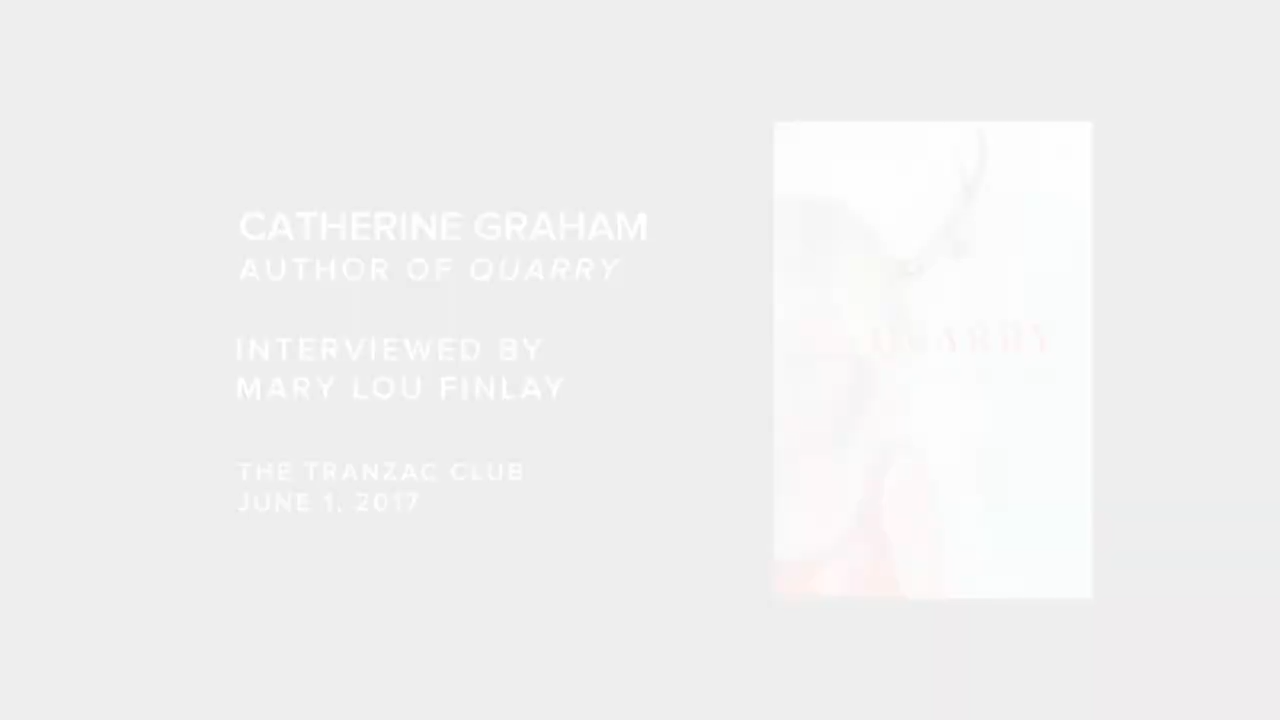 CATHERINE GRAHAM
AUTHOR OF QUARRY
INTERVIEWED BY
MARY LOU FINLAY
THE TRANZAC CLUB
JUNE 1, 2017
QUARRY